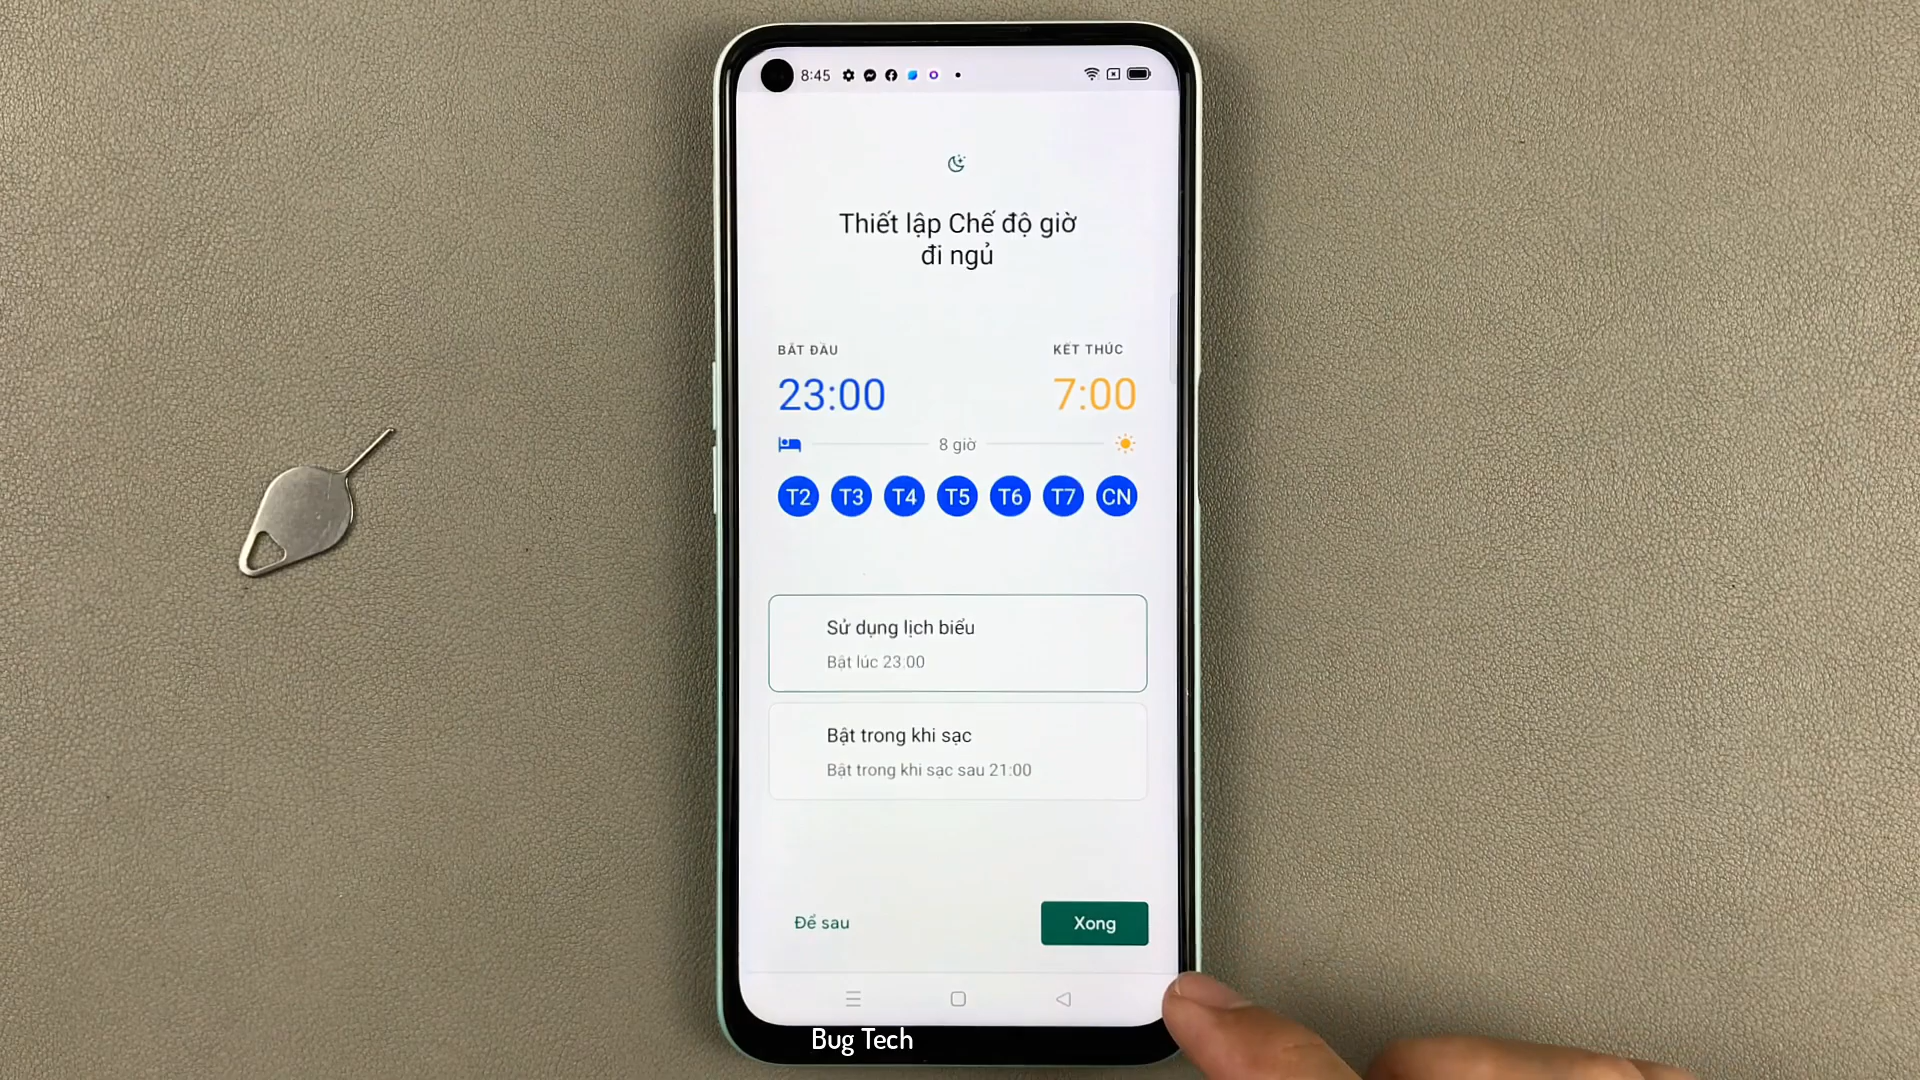 8:45
Thiết lập Chế độ giờ
đi ngủ
BẮT ĐẦU
KẾT THÚC
23:00
7:00
8 giờ
T2 T3 T4 T5 T6 T7 CN
Sử dụng lịch biểu
Bật lúc 23:00
Bật trong khi sạc
Bật trong khi sạc sau 21:00
Để sau
Xong
Bug Tech